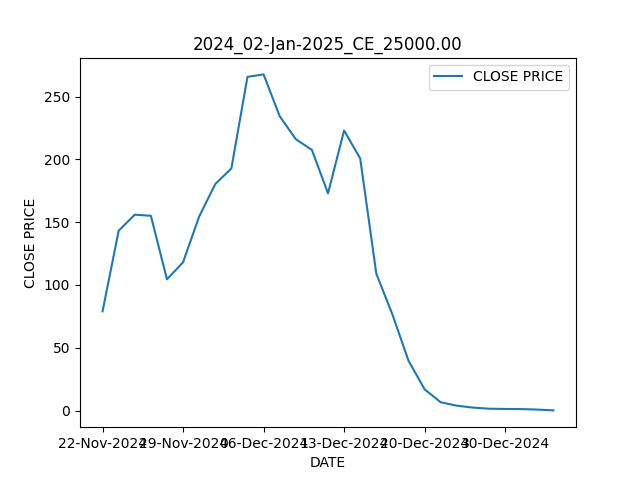 2024_02-Jan-2025_CE_25000.00
CLOSE PRICE
250
200
150
100
50
0
CLOSE PRICE
22-Nov-2024
29-Nov-2024
06-Dec-2024
13-Dec-2024
20-Dec-2024
30-Dec-2024
DATE